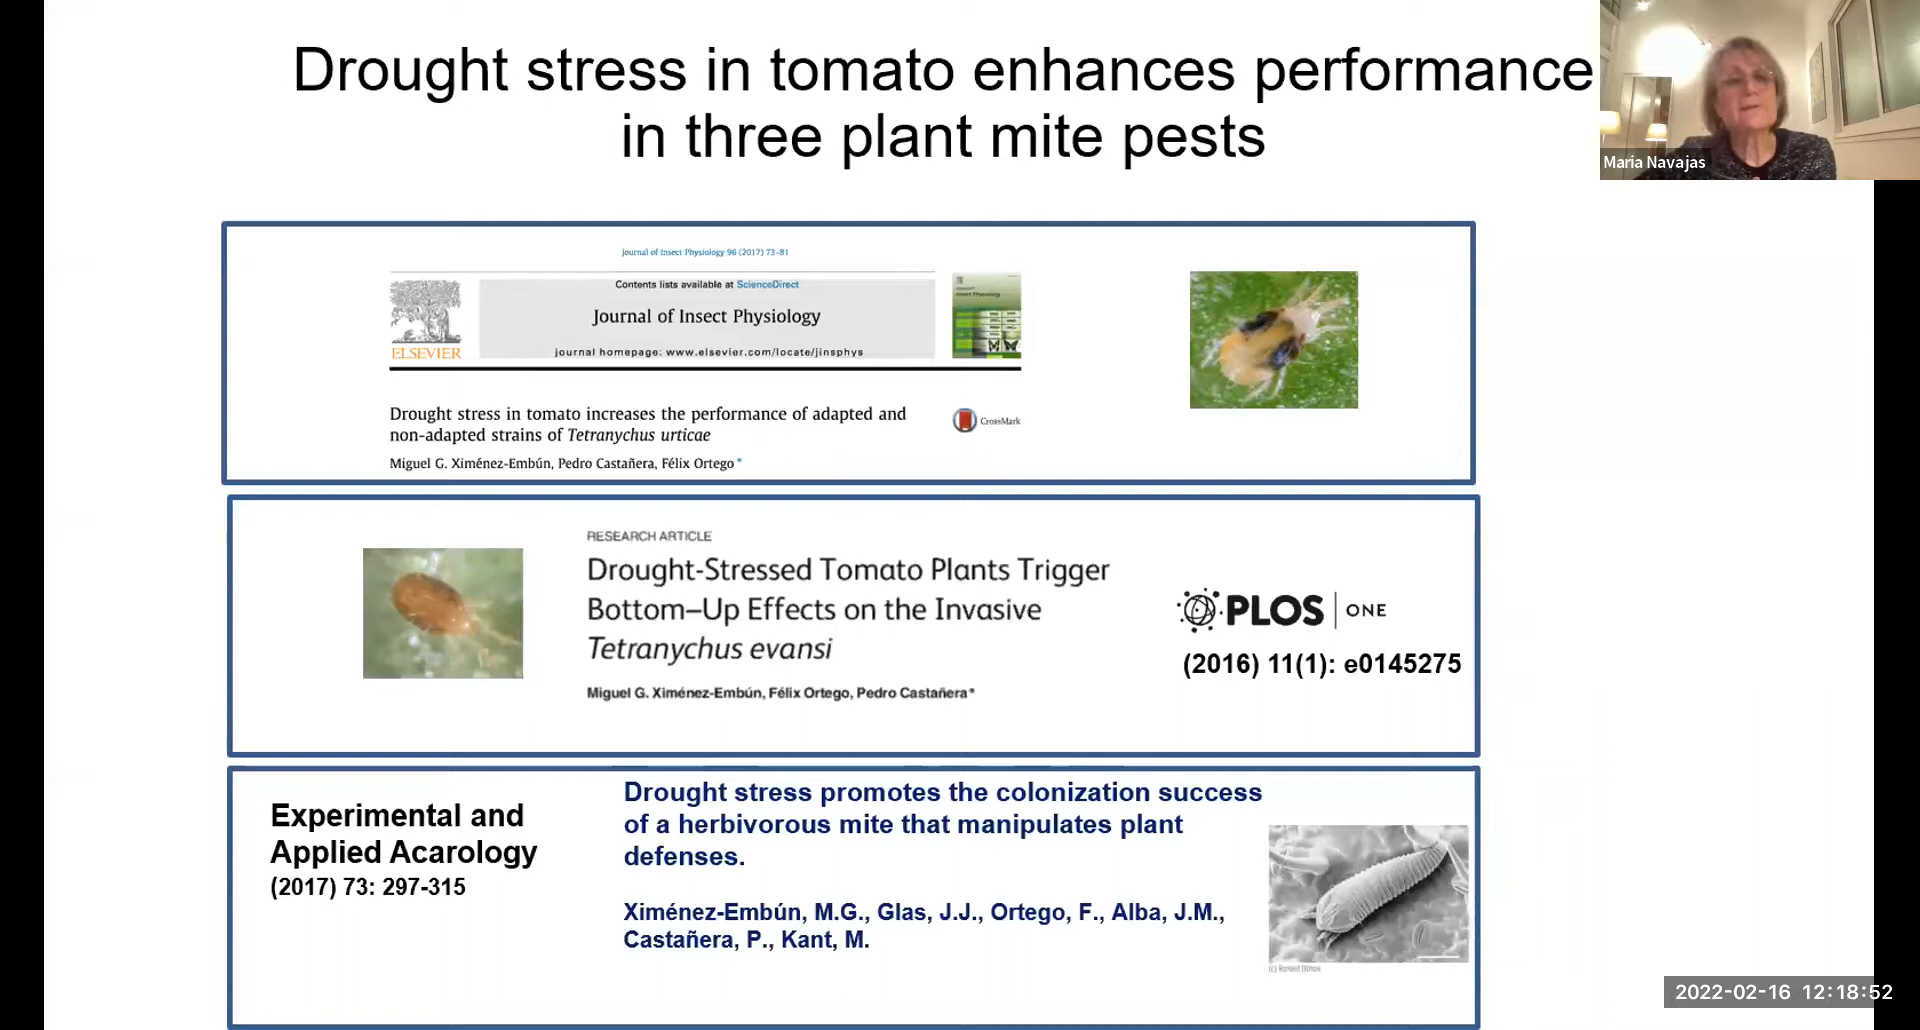 Drought stress in tomato enhances performance
in three plant mite pests
Maria Navajas
Journal of Insect Physiology 96 (2017) 73–81
Contents lists available at ScienceDirect
Journal of Insect Physiology
journal homepage: www.elsevier.com/locate/jinsphys
ELSEVIER
Drought stress in tomato increases the performance of adapted and
non-adapted strains of Tetranychus urticae
CrossMark
Miguel G. Ximénez-Embún, Pedro Castañera, Félix Ortego *
RESEARCH ARTICLE
Drought-Stressed Tomato Plants Trigger
Bottom–Up Effects on the Invasive
Tetranychus evansi
Miguel G. Ximénez-Embún, Félix Ortego, Pedro Castañera*
PLOS | ONE
(2016) 11(1): e0145275
Experimental and
Applied Acarology
(2017) 73: 297-315
Drought stress promotes the colonization success
of a herbivorous mite that manipulates plant
defenses.
Ximénez-Embún, M.G., Glas, J.J., Ortego, F., Alba, J.M.,
Castañera, P., Kant, M.
2022-02-16 12:18:52